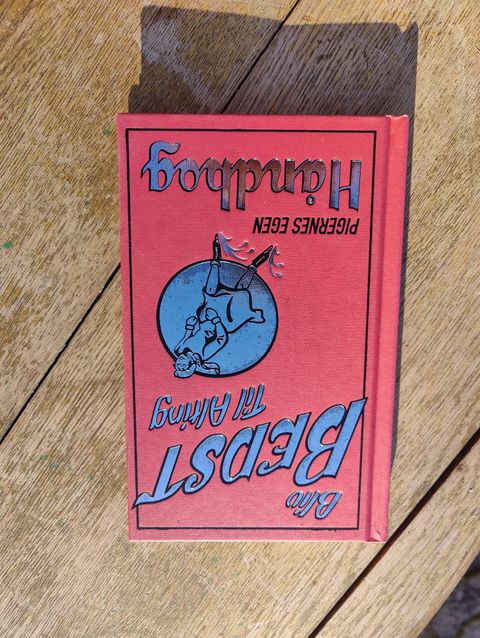 Bliv
BEDST
Til Alting
PIGERNES EGEN
Håndbog